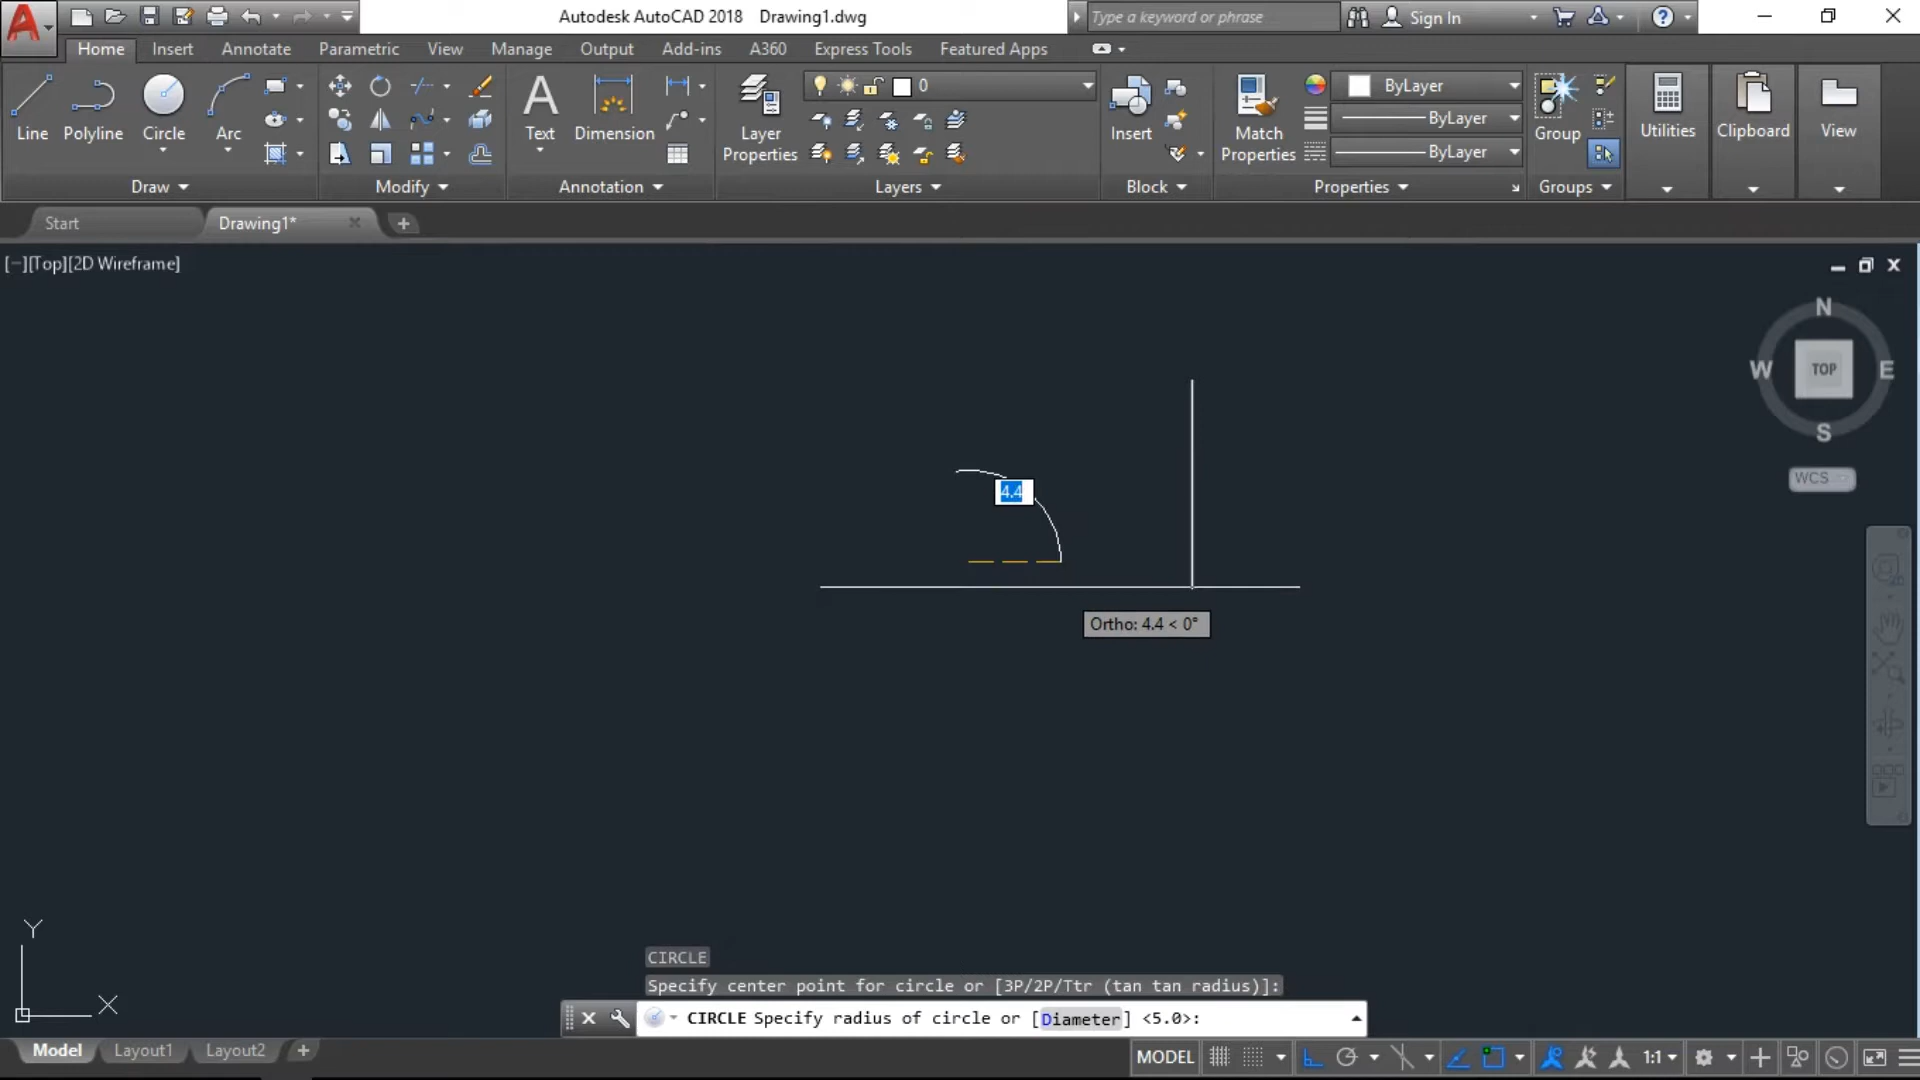 Autodesk AutoCAD 2018 Drawing1.dwg
Type a keyword or phrase
Sign In
Home Insert Annotate Parametric View Manage Output Add-ins A360 Express Tools Featured Apps
Line Polyline Circle Arc
Draw
Modify
Text Dimension
Annotation
Layer Properties
0
Layers
Insert
Block
Match Properties
ByLayer
ByLayer
ByLayer
Properties
Group
Groups
Utilities
Clipboard
View
Start
Drawing1*
[−][Top][2D Wireframe]
N
W TOP E
S
WCS
4.4
Ortho: 4.4 < 0°
Y
X
CIRCLE
Specify center point for circle or [3P/2P/Ttr (tan tan radius)]:
CIRCLE Specify radius of circle or [Diameter] <5.0>:
Model Layout1 Layout2
MODEL
1:1